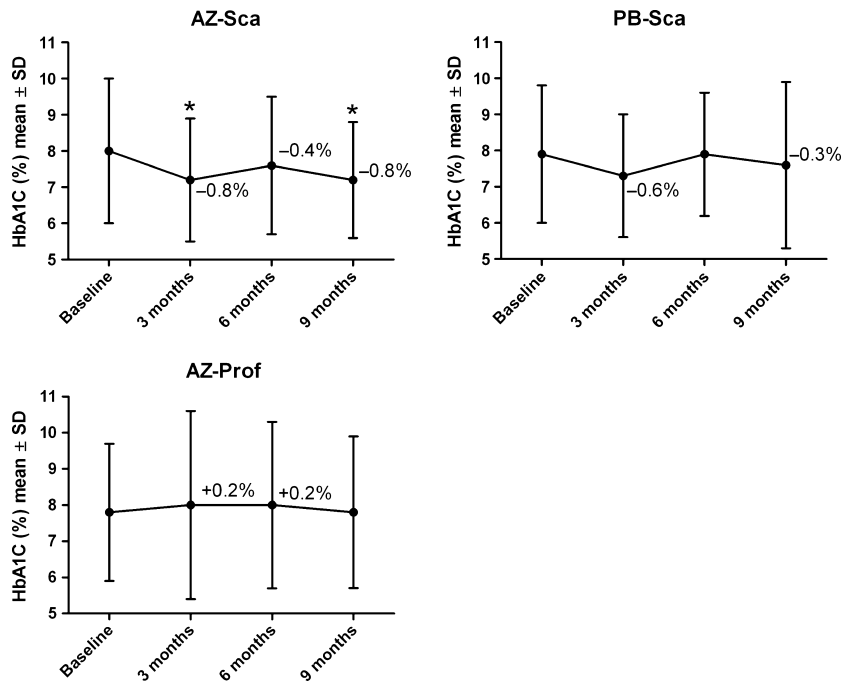 AZ-Sca
HbA1C (%) mean ± SD
11
10
9
8
7
6
5
*
*
–0.8%
–0.4%
–0.8%
Baseline
3 months
6 months
9 months
PB-Sca
HbA1C (%) mean ± SD
11
10
9
8
7
6
5
–0.6%
–0.3%
Baseline
3 months
6 months
9 months
AZ-Prof
HbA1C (%) mean ± SD
11
10
9
8
7
6
5
+0.2%
+0.2%
Baseline
3 months
6 months
9 months